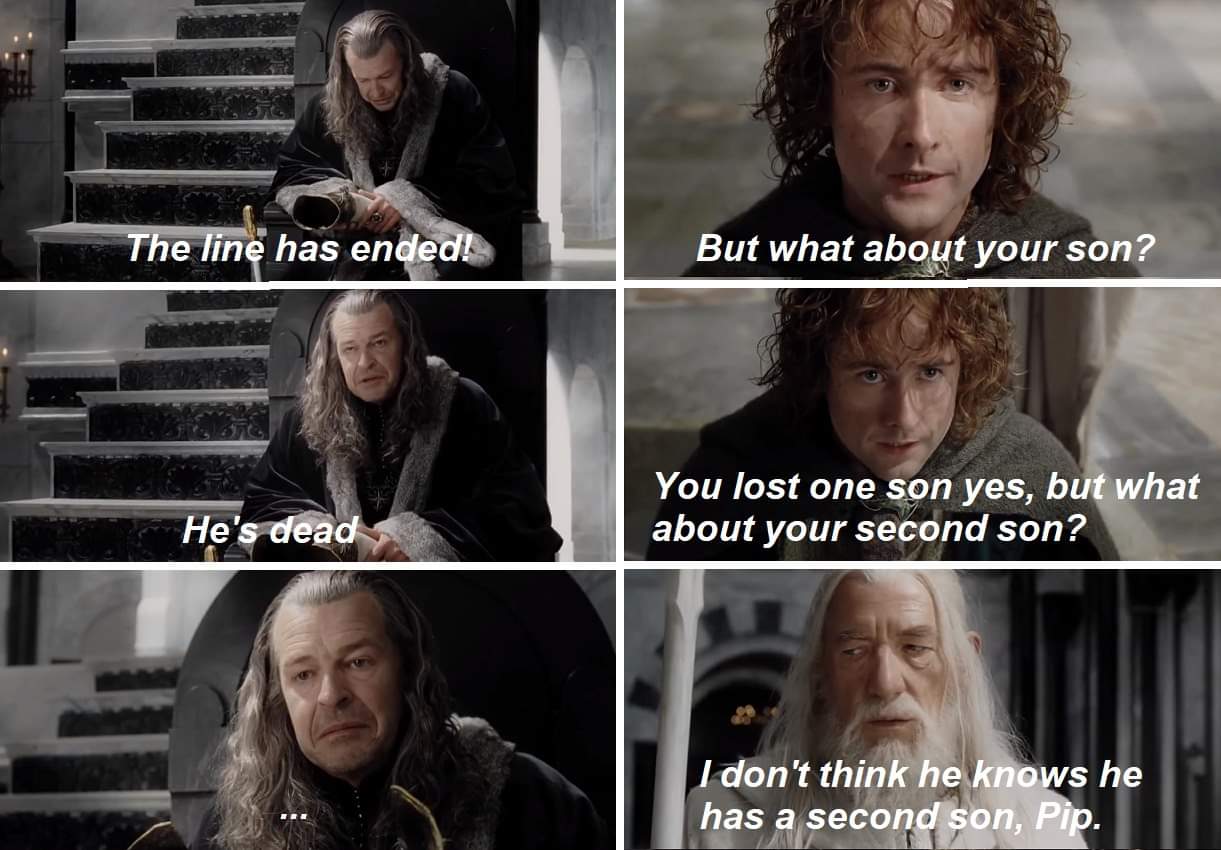 The line has ended!
But what about your son?
He's dead
You lost one son yes, but what
about your second son?
...
I don't think he knows he
has a second son, Pip.